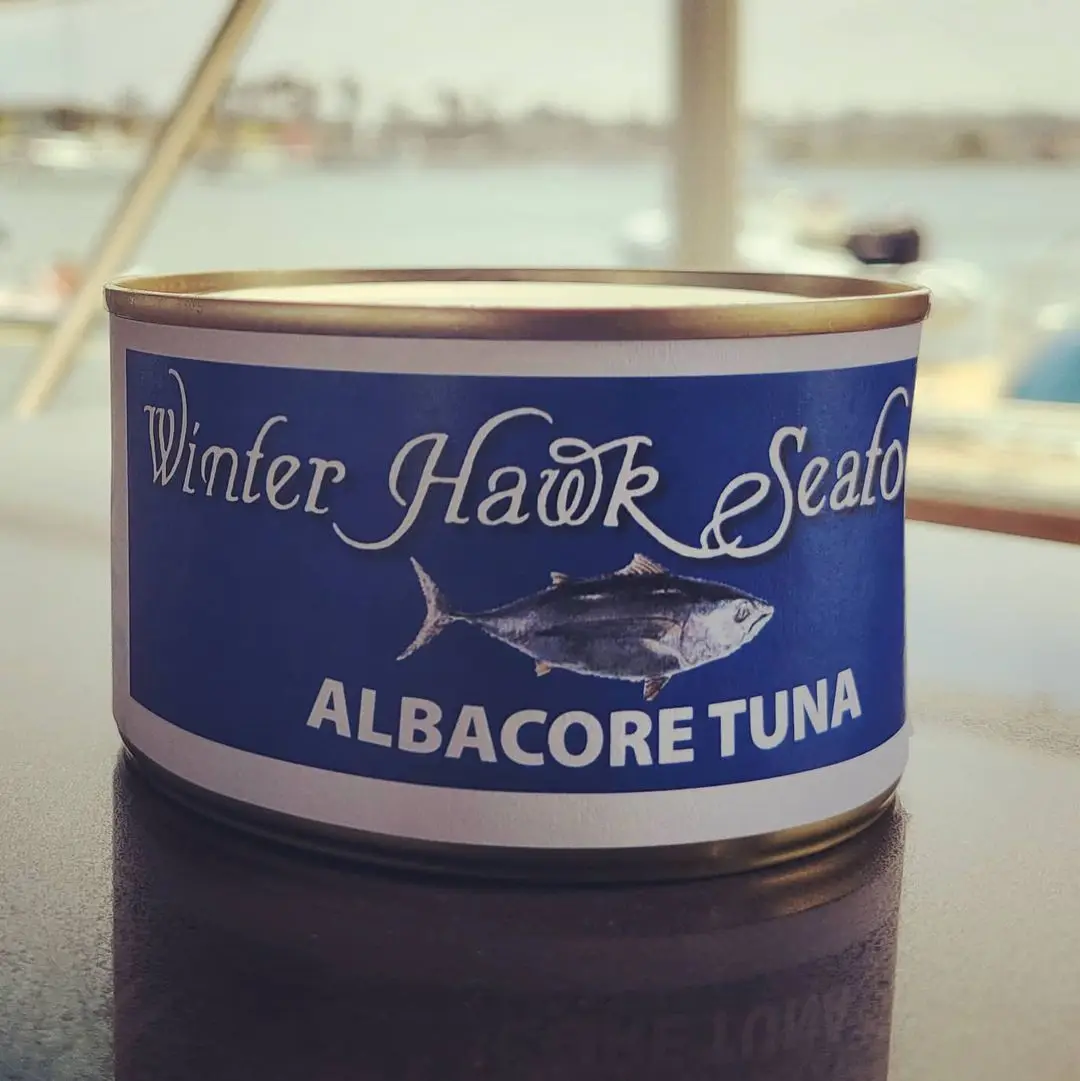 Winter Hawk Seafo
ALBACORE TUNA